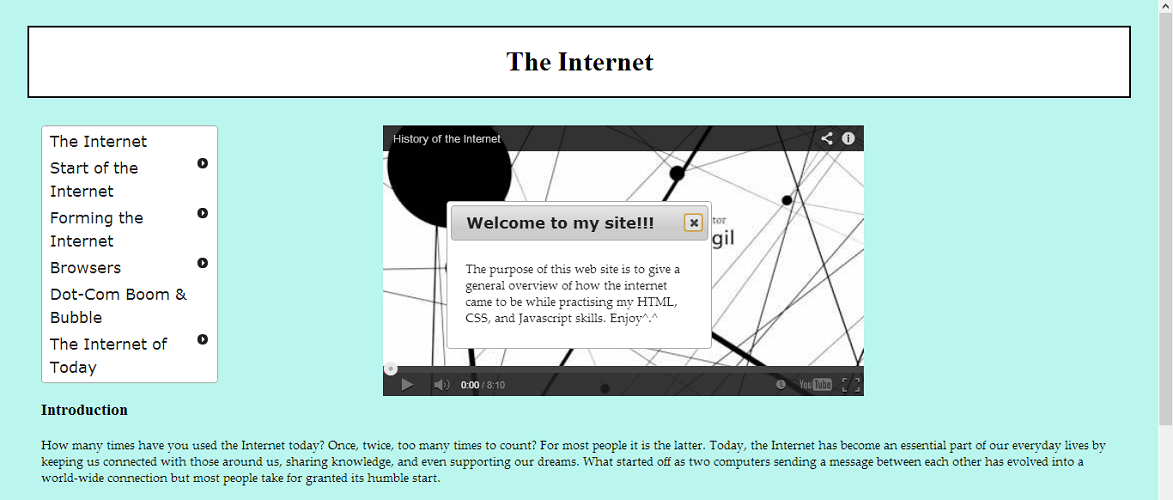 The Internet
The Internet
Start of the
Internet
Forming the
Internet
Browsers
Dot-Com Boom &
Bubble
The Internet of
Today
History of the Internet
gil
Welcome to my site!!!
The purpose of this web site is to give a
general overview of how the internet
came to be while practising my HTML,
CSS, and Javascript skills. Enjoy^.^
0:00 / 8:10
YouTube
Introduction
How many times have you used the Internet today? Once, twice, too many times to count? For most people it is the latter. Today, the Internet has become an essential part of our everyday lives by
keeping us connected with those around us, sharing knowledge, and even supporting our dreams. What started off as two computers sending a message between each other has evolved into a
world-wide connection but most people take for granted its humble start.